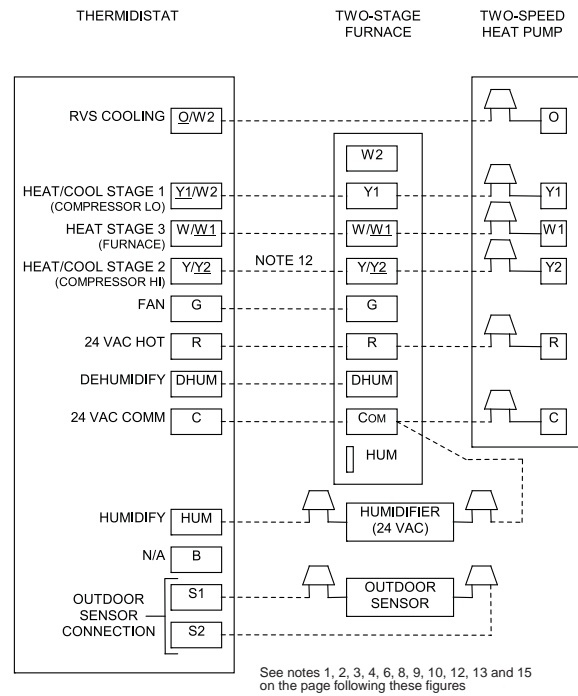 THERMIDISTAT
TWO-STAGE
FURNACE
TWO-SPEED
HEAT PUMP
RVS COOLING O/W2 O
W2
HEAT/COOL STAGE 1 Y1/W2 Y1 Y1
(COMPRESSOR LO)
HEAT STAGE 3 W/W1 W/W1 W1
(FURNACE)
HEAT/COOL STAGE 2 Y/Y2 NOTE 12 Y/Y2 Y2
(COMPRESSOR HI)
FAN G G
24 VAC HOT R R R
DEHUMIDIFY DHUM DHUM
24 VAC COMM C COM C
HUM
HUMIDIFY HUM HUMIDIFIER
(24 VAC)
N/A B
OUTDOOR
SENSOR
CONNECTION
S1
S2
OUTDOOR
SENSOR
See notes 1, 2, 3, 4, 6, 8, 9, 10, 12, 13 and 15
on the page following these figures